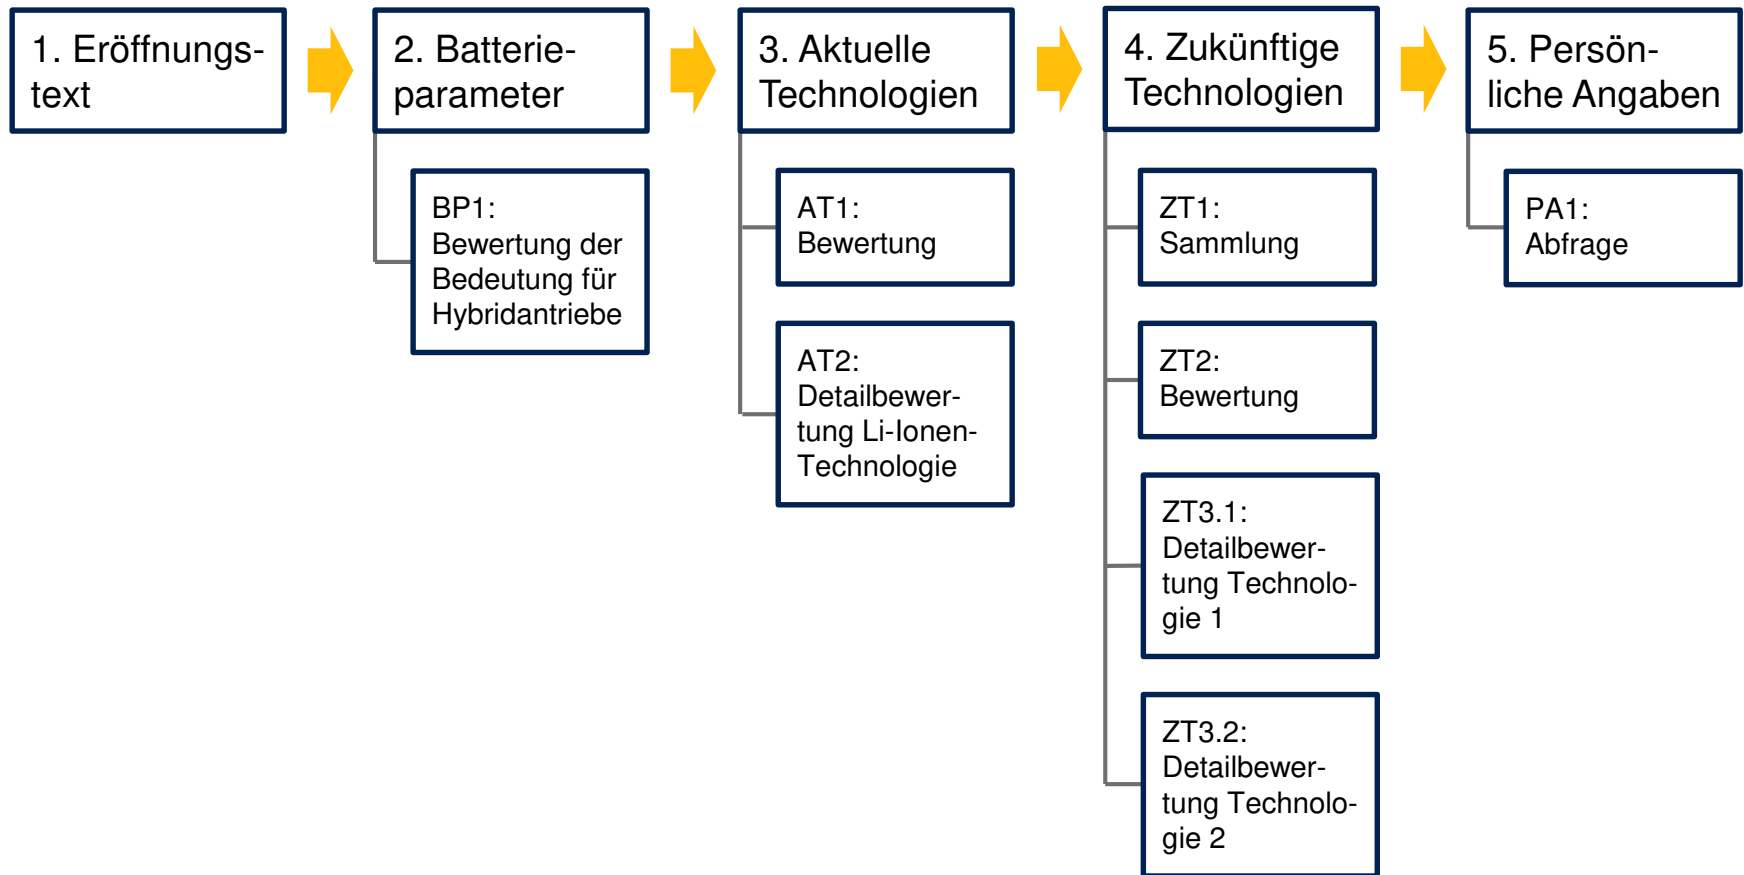 1. Eröffnungs-
text
2. Batterie-
parameter
3. Aktuelle
Technologien
4. Zukünftige
Technologien
5. Persön-
liche Angaben
BP1:
Bewertung der
Bedeutung für
Hybridantriebe
AT1:
Bewertung
AT2:
Detailbewer-
tung Li-Ionen-
Technologie
ZT1:
Sammlung
ZT2:
Bewertung
ZT3.1:
Detailbewer-
tung Technolo-
gie 1
ZT3.2:
Detailbewer-
tung Technolo-
gie 2
PA1:
Abfrage